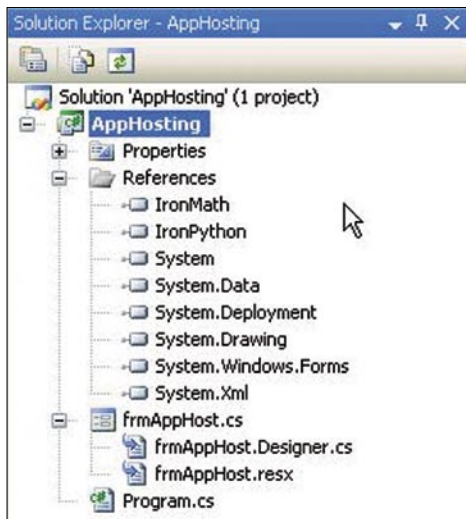 Solution Explorer - AppHosting
Solution 'AppHosting' (1 project)
AppHosting
Properties
References
IronMath
IronPython
System
System.Data
System.Deployment
System.Drawing
System.Windows.Forms
System.Xml
frmAppHost.cs
frmAppHost.Designer.cs
frmAppHost.resx
Program.cs